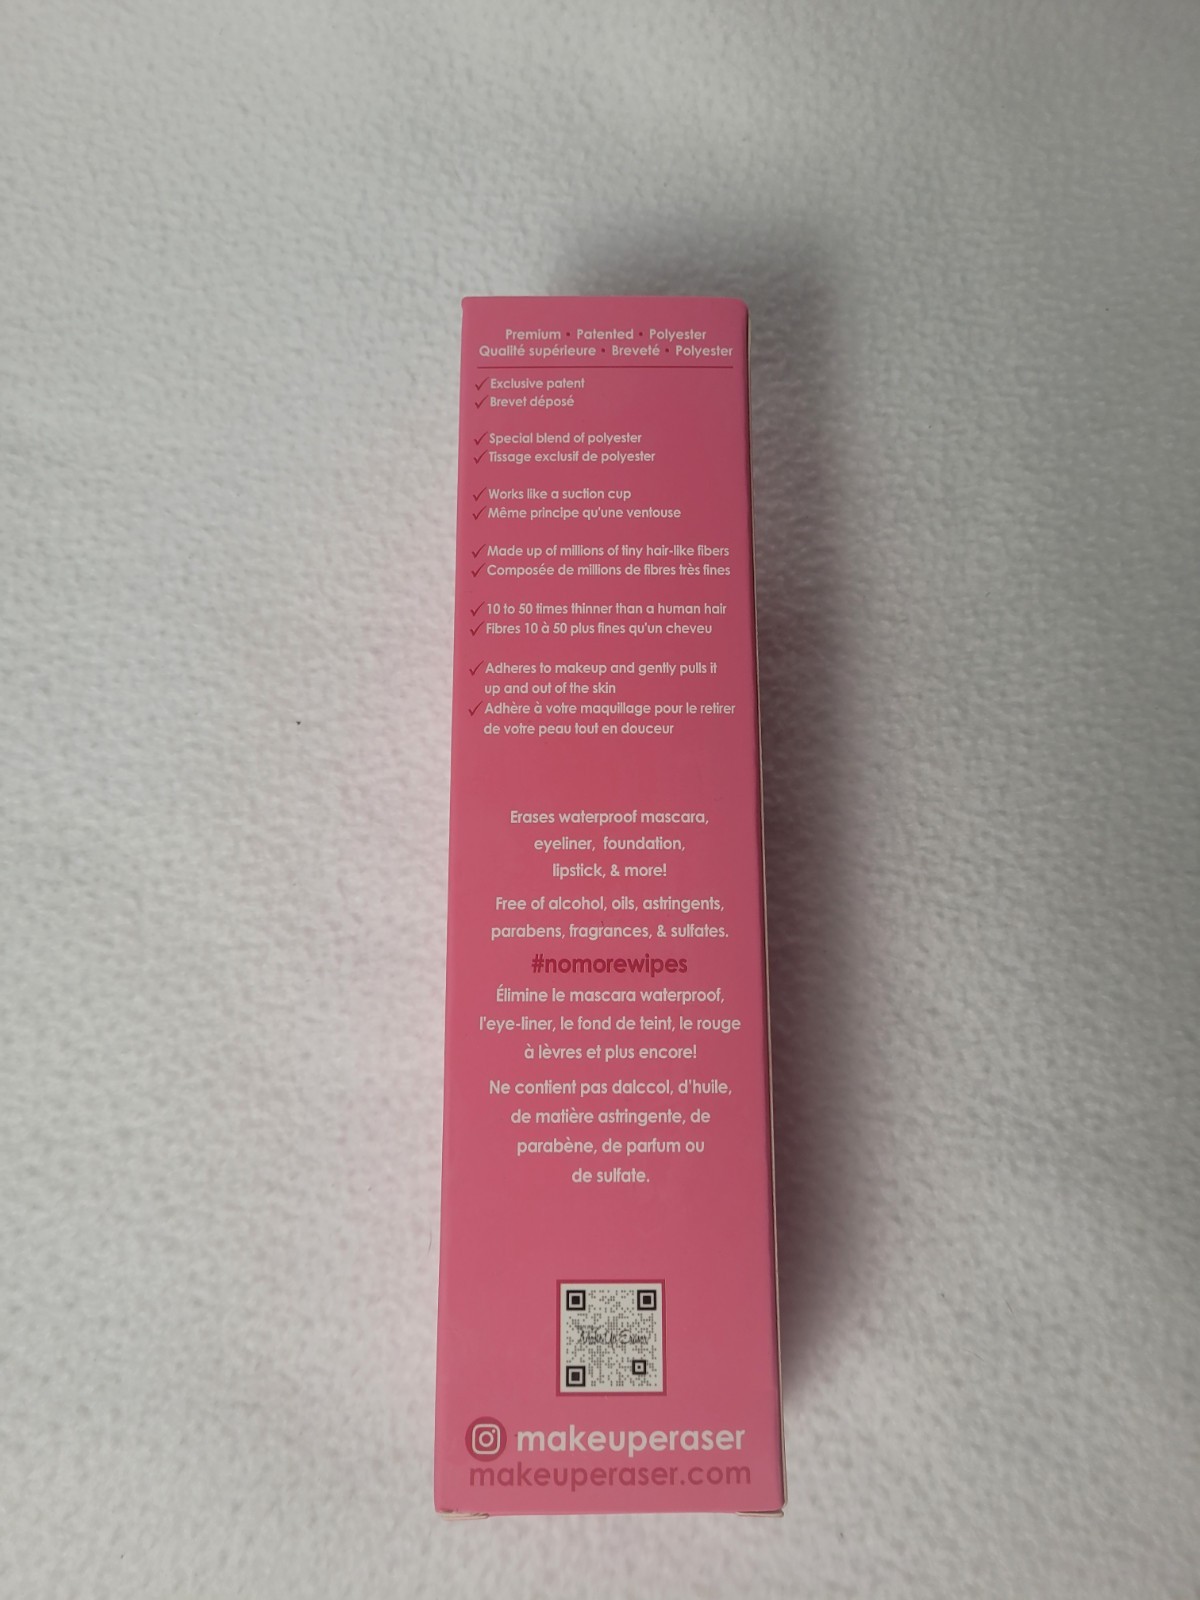 Premium • Patented • Polyester
Qualité supérieure • Breveté • Polyester
✓ Exclusive patent
✓ Brevet déposé
✓ Special blend of polyester
✓ Tissage exclusif de polyester
✓ Works like a suction cup
✓ Même principe qu'une ventouse
✓ Made up of millions of tiny hair-like fibers
✓ Composée de millions de fibres très fines
✓ 10 to 50 times thinner than a human hair
✓ Fibres 10 à 50 plus fines qu'un cheveu
✓ Adheres to makeup and gently pulls it
up and out of the skin
✓ Adhère à votre maquillage pour le retirer
de votre peau tout en douceur
Erases waterproof mascara,
eyeliner, foundation,
lipstick, & more!
Free of alcohol, oils, astringents,
parabens, fragrances, & sulfates.
#nomorewipes
Élimine le mascara waterproof,
l'eye-liner, le fond de teint, le rouge
à lèvres et plus encore!
Ne contient pas dalccol, d'huile,
de matière astringente, de
parabène, de parfum ou
de sulfate.
MakeUp Eraser
makeuperaser
makeuperaser.com